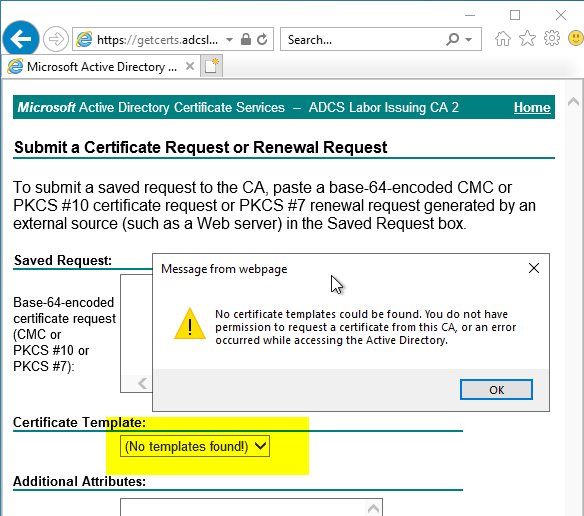 https://getcerts.adcsl...
Search...
Microsoft Active Directory ...
Microsoft Active Directory Certificate Services  --  ADCS Labor Issuing CA 2
Home
Submit a Certificate Request or Renewal Request
To submit a saved request to the CA, paste a base-64-encoded CMC or
PKCS #10 certificate request or PKCS #7 renewal request generated by an
external source (such as a Web server) in the Saved Request box.
Saved Request:
Base-64-encoded
certificate request
(CMC or
PKCS #10 or
PKCS #7):
Message from webpage
No certificate templates could be found. You do not have
permission to request a certificate from this CA, or an error
occurred while accessing the Active Directory.
OK
Certificate Template:
(No templates found!)
Additional Attributes: